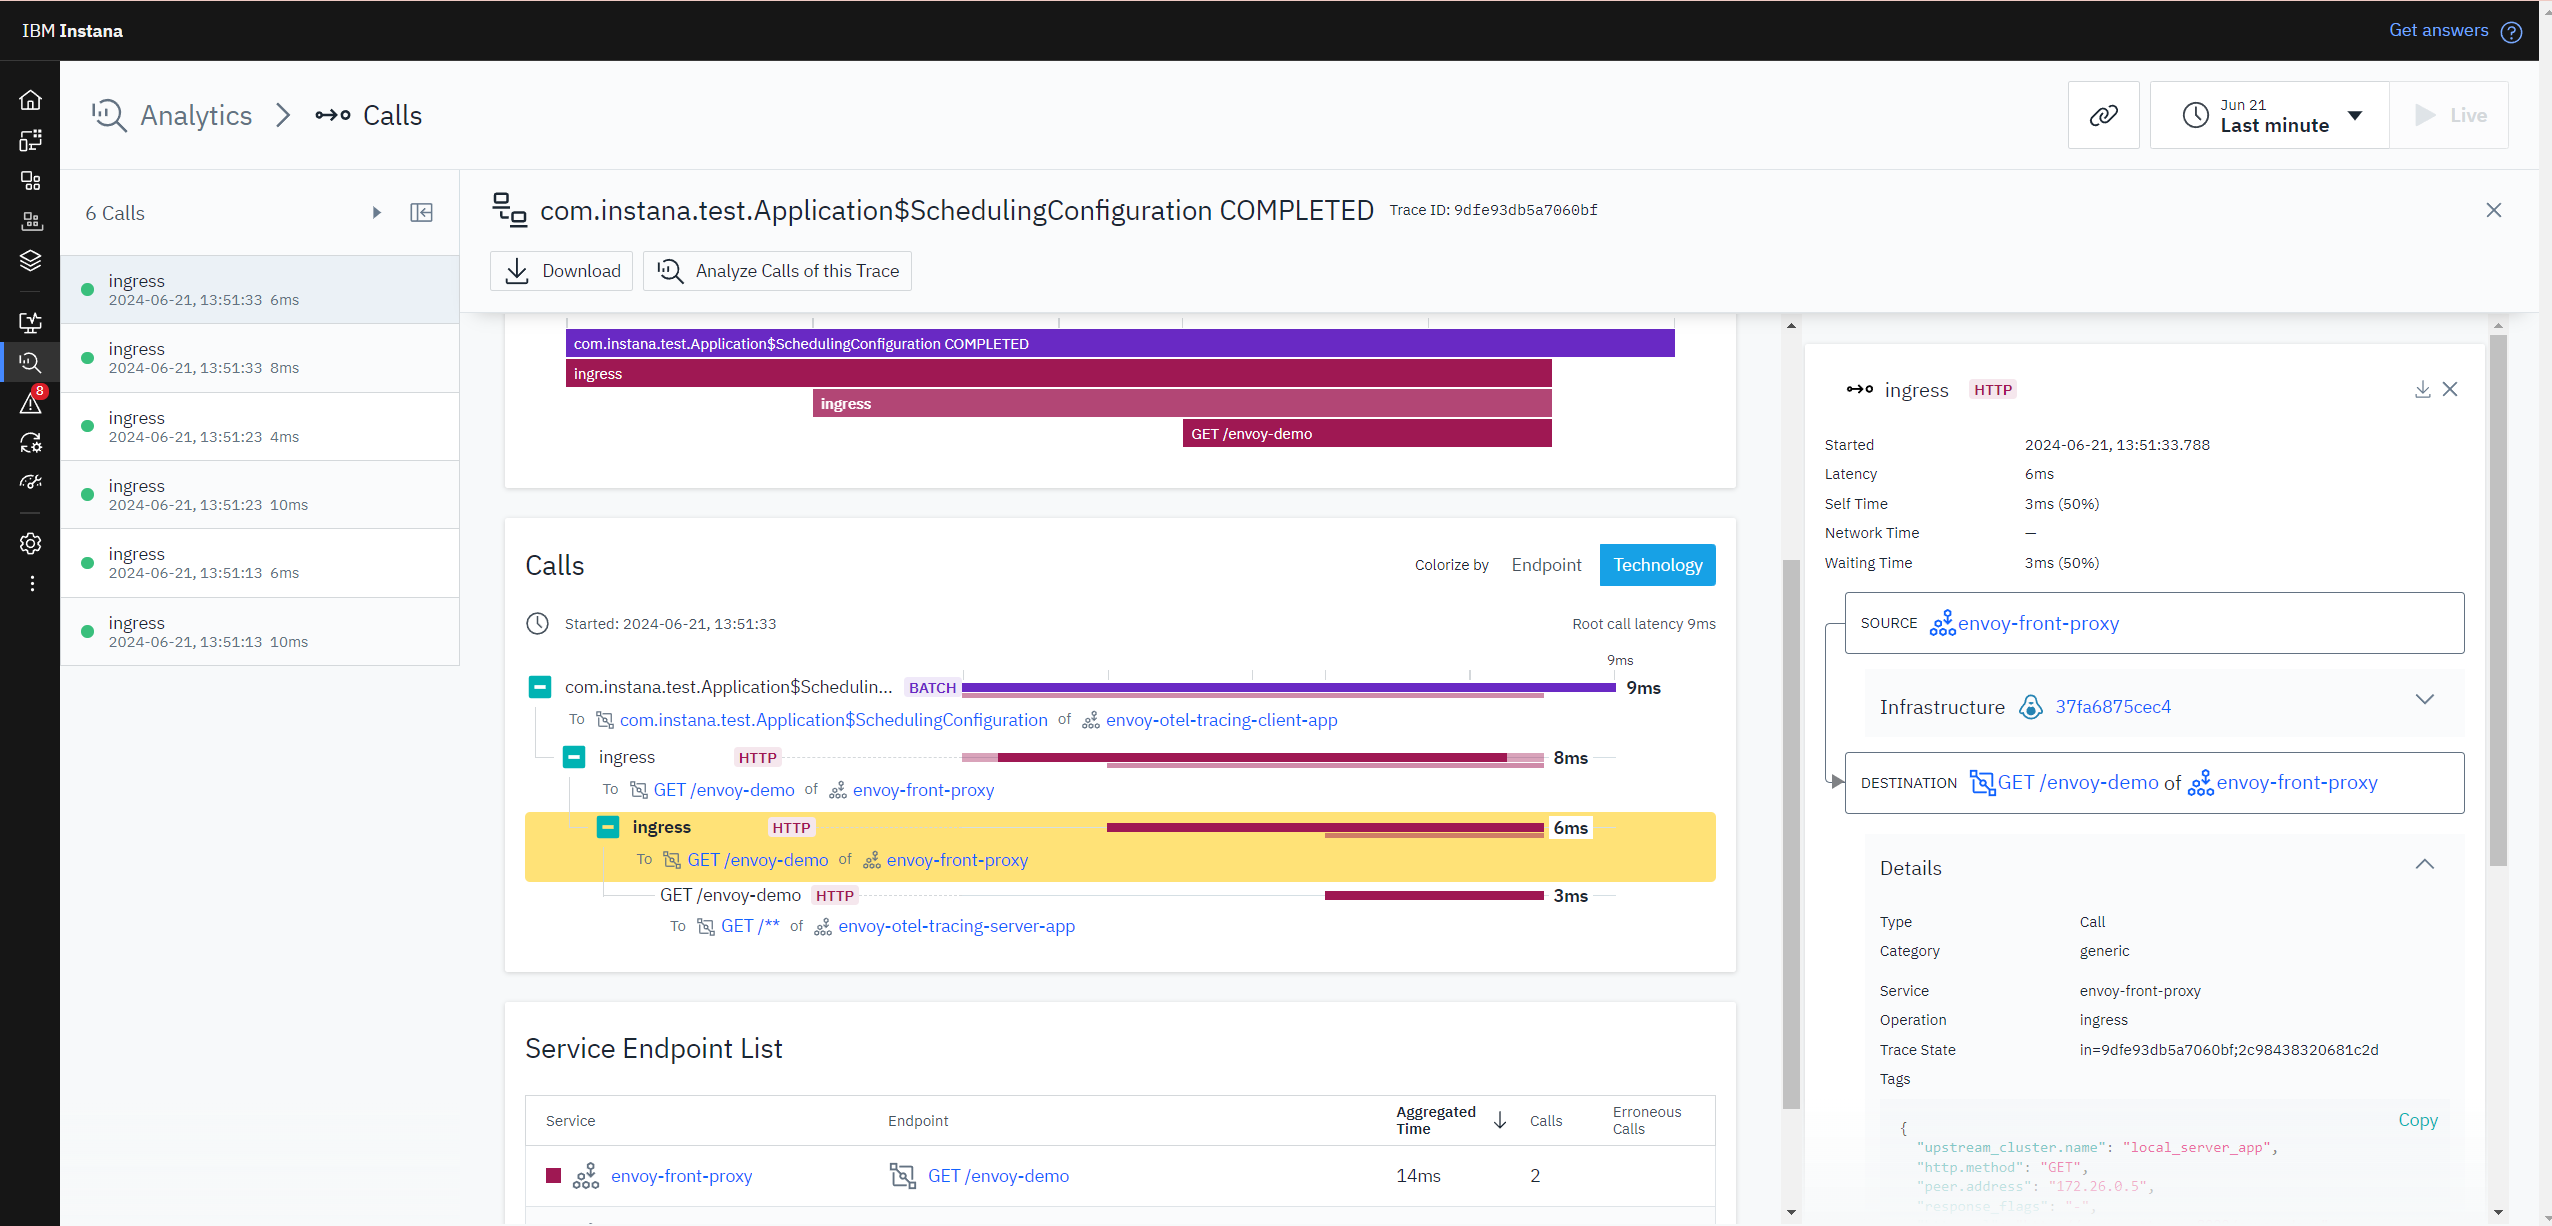 IBM Instana
Get answers
Analytics
Calls
Jun 21
Last minute
Live
6 Calls
ingress
2024-06-21, 13:51:33 6ms
ingress
2024-06-21, 13:51:33 8ms
ingress
2024-06-21, 13:51:23 4ms
ingress
2024-06-21, 13:51:23 10ms
ingress
2024-06-21, 13:51:13 6ms
ingress
2024-06-21, 13:51:13 10ms
8
com.instana.test.Application$SchedulingConfiguration COMPLETED Trace ID: 9dfe93db5a7060bf
Download
Analyze Calls of this Trace
com.instana.test.Application$SchedulingConfiguration COMPLETED
ingress
ingress
GET /envoy-demo
Calls
Colorize by Endpoint Technology
Started: 2024-06-21, 13:51:33
Root call latency 9ms
9ms
com.instana.test.Application$Schedulin... BATCH 9ms
To com.instana.test.Application$SchedulingConfiguration of envoy-otel-tracing-client-app
ingress HTTP 8ms
To GET /envoy-demo of envoy-front-proxy
ingress HTTP 6ms
To GET /envoy-demo of envoy-front-proxy
GET /envoy-demo HTTP 3ms
To GET /** of envoy-otel-tracing-server-app
Service Endpoint List
Service Endpoint Aggregated Time Calls Erroneous Calls
envoy-front-proxy GET /envoy-demo 14ms 2
ingress HTTP
Started 2024-06-21, 13:51:33.788
Latency 6ms
Self Time 3ms (50%)
Network Time —
Waiting Time 3ms (50%)
SOURCE envoy-front-proxy
Infrastructure 37fa6875cec4
DESTINATION GET /envoy-demo of envoy-front-proxy
Details
Type Call
Category generic
Service envoy-front-proxy
Operation ingress
Trace State in=9dfe93db5a7060bf;2c98438320681c2d
Tags
Copy
{
"upstream_cluster.name": "local_server_app",
"http.method": "GET",
"peer.address": "172.26.0.5",
"response_flags": "-",